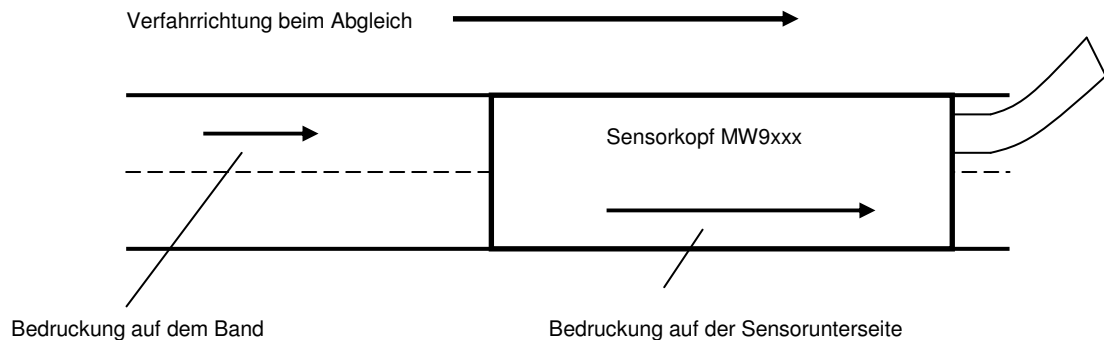 Verfahrrichtung beim Abgleich
Sensorkopf MW9xxx
Bedruckung auf dem Band
Bedruckung auf der Sensorunterseite